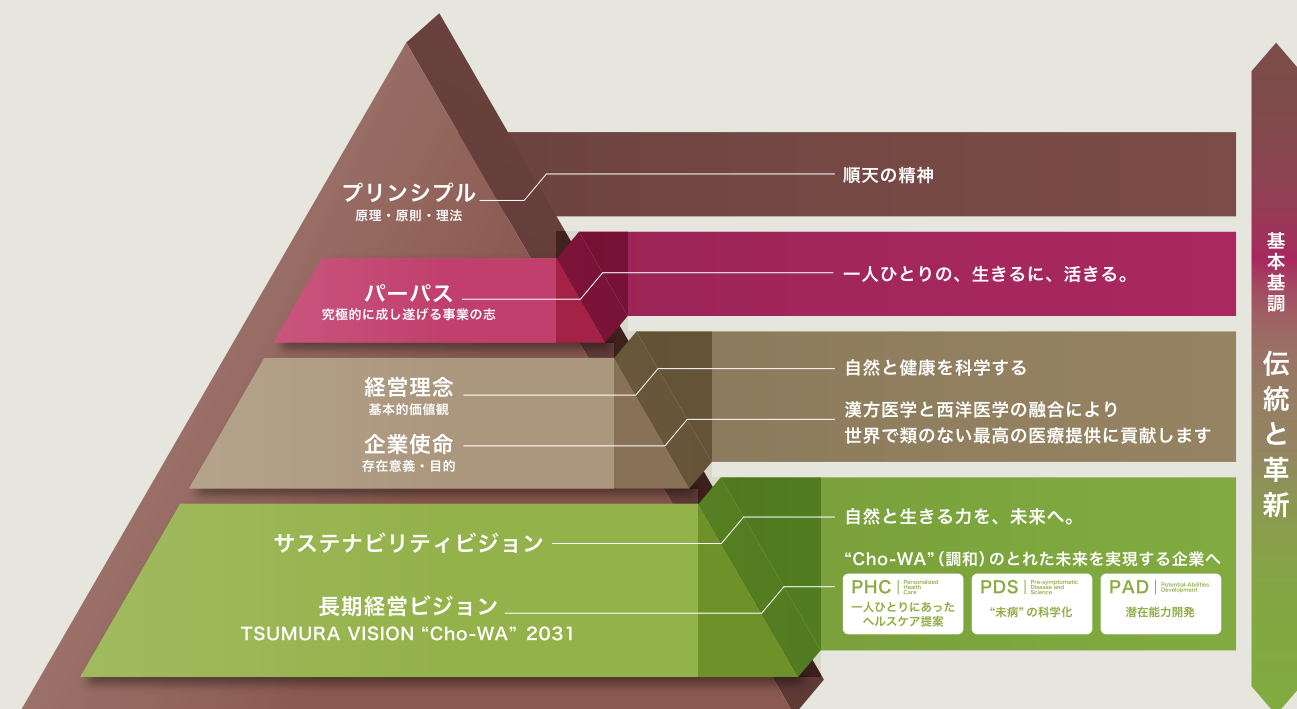 プリンシプル
原理・原則・理法
順天の精神
パーパス
究極的に成し遂げる事業の志
一人ひとりの、生きるに、活きる。
経営理念
基本的価値観
自然と健康を科学する
企業使命
存在意義・目的
漢方医学と西洋医学の融合により
世界で類のない最高の医療提供に貢献します
サステナビリティビジョン
自然と生きる力を、未来へ。
長期経営ビジョン
TSUMURA VISION “Cho-WA” 2031
“Cho-WA”(調和)のとれた未来を実現する企業へ
PHC
Personalized
Health
Care
一人ひとりにあった
ヘルスケア提案
PDS
Pre-symptomatic
Disease and
Science
“未病”の科学化
PAD
Potential-Abilities
Development
潜在能力開発
基本基調 伝統と革新